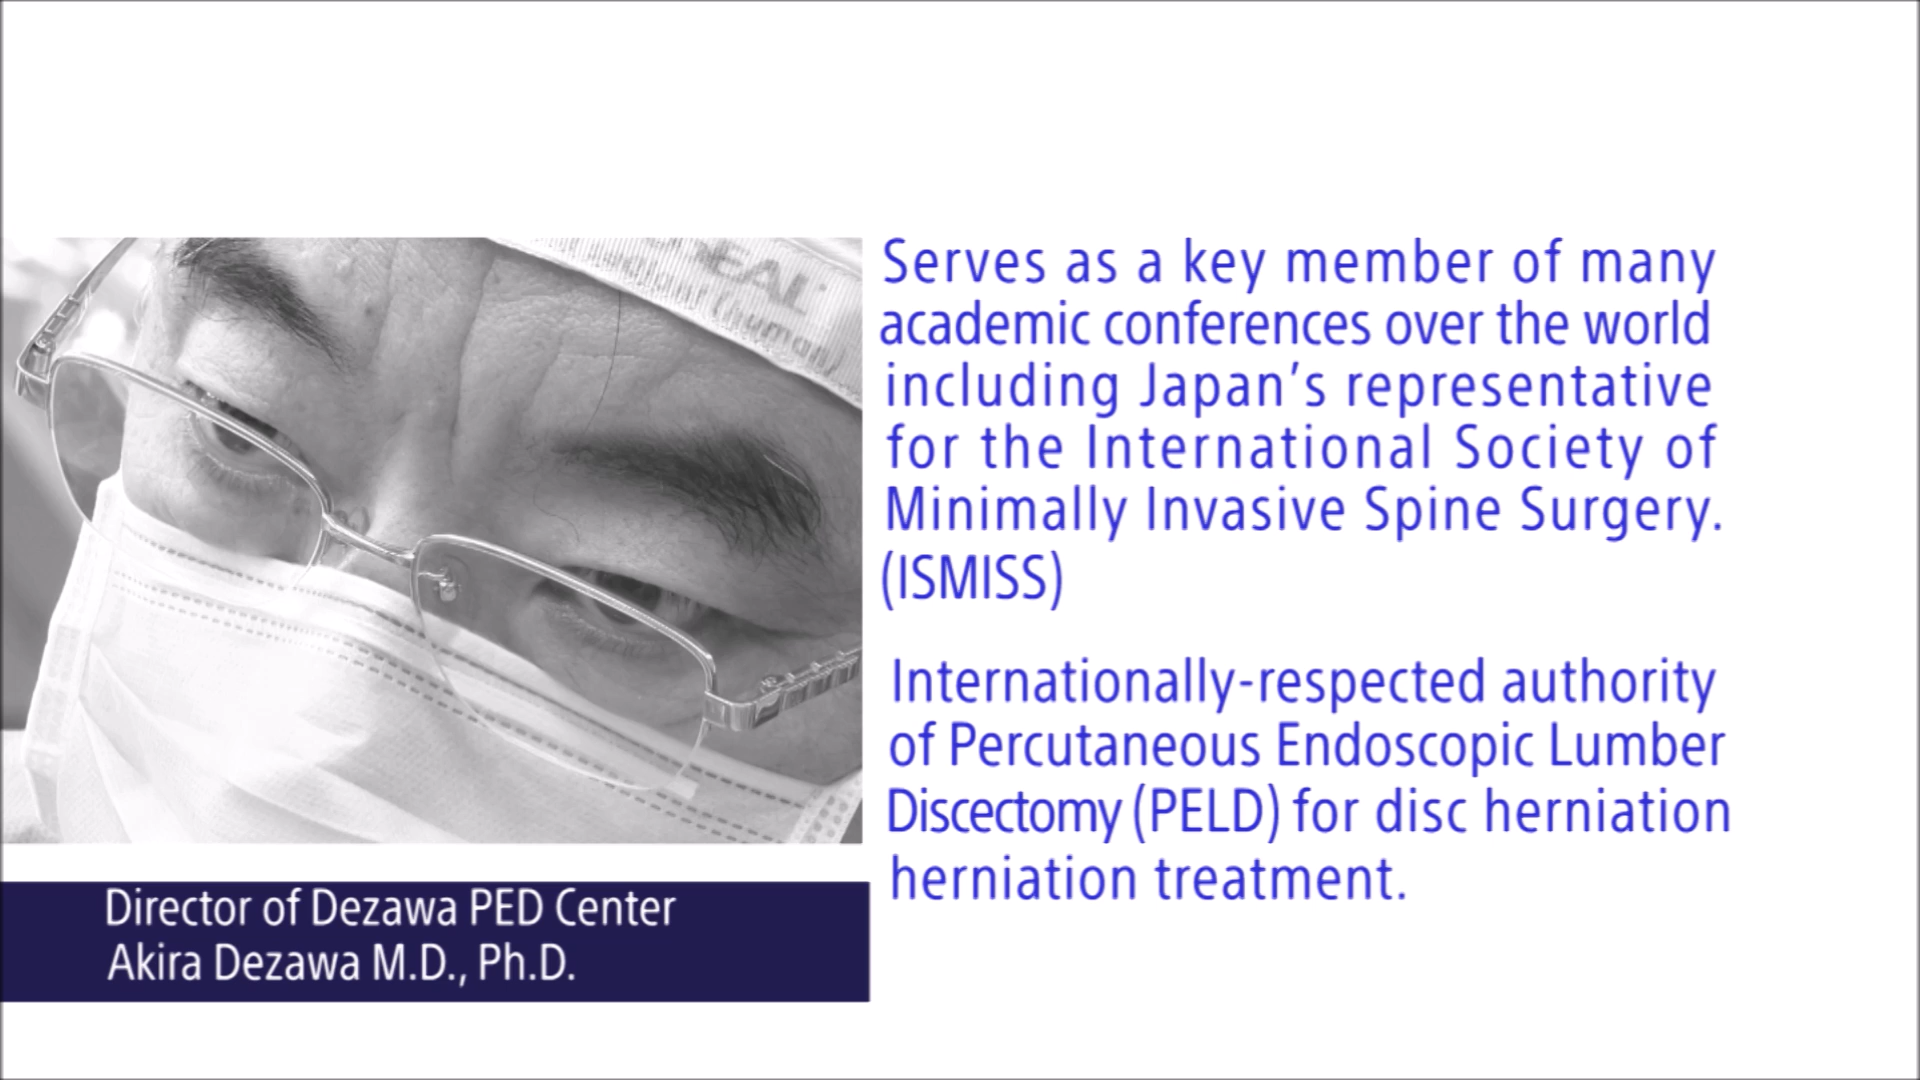 Serves as a key member of many
academic conferences over the world
including Japan's representative
for the International Society of
Minimally Invasive Spine Surgery.
(ISMISS)
Internationally-respected authority
of Percutaneous Endoscopic Lumber
Discectomy (PELD) for disc herniation
herniation treatment.
Director of Dezawa PED Center
Akira Dezawa M.D., Ph.D.